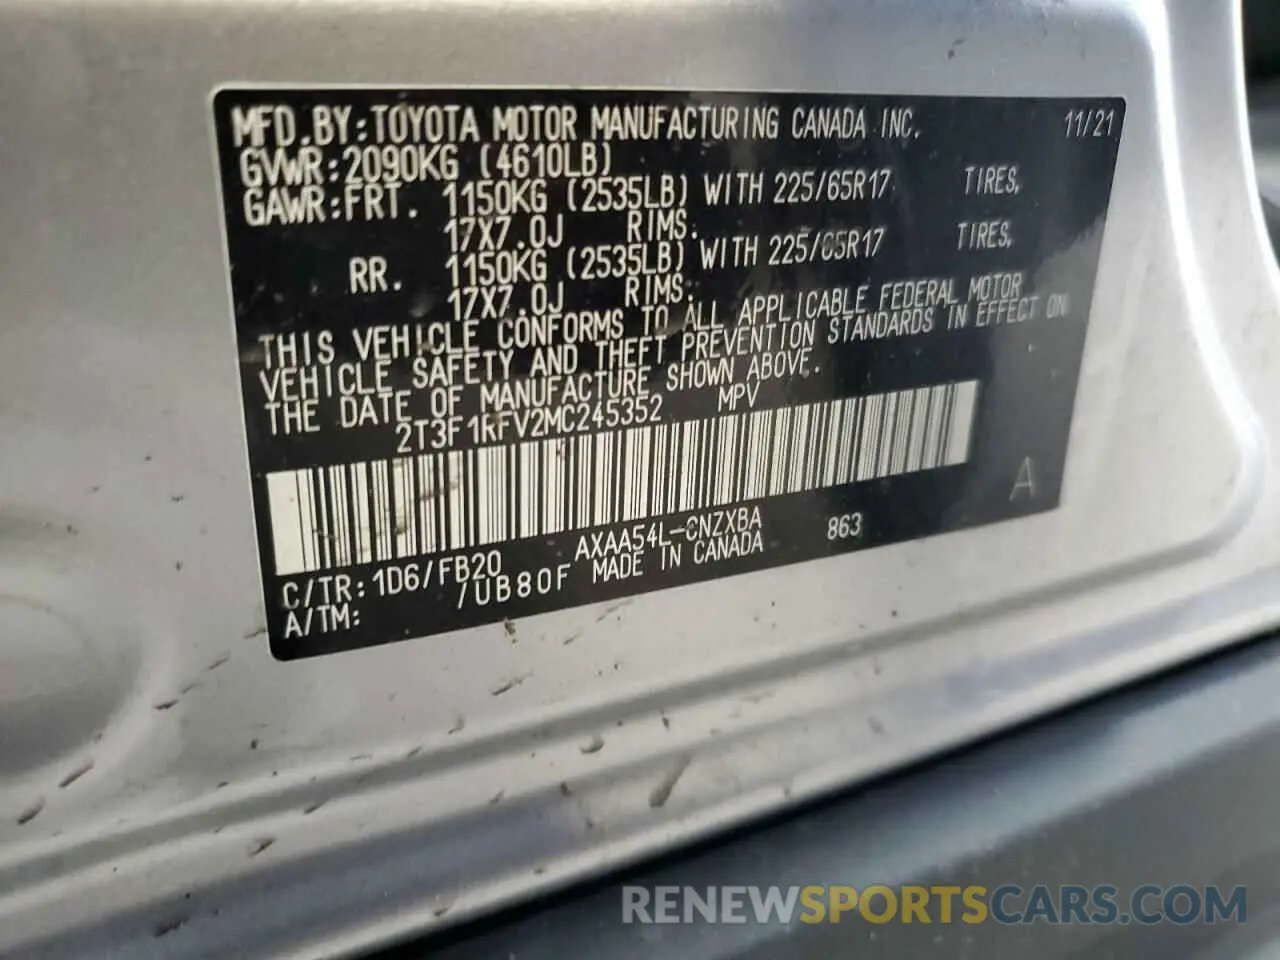 MFD.BY:TOYOTA MOTOR MANUFACTURING CANADA INC. 11/21
GVWR:2090KG (4610LB)
GAWR:FRT. 1150KG (2535LB) WITH 225/65R17 TIRES,
17X7.0J RIMS.
RR. 1150KG (2535LB) WITH 225/65R17 TIRES,
17X7.0J RIMS.
THIS VEHICLE CONFORMS TO ALL APPLICABLE FEDERAL MOTOR
VEHICLE SAFETY AND THEFT PREVENTION STANDARDS IN EFFECT ON
THE DATE OF MANUFACTURE SHOWN ABOVE.
2T3F1RFV2MC245352 MPV
A
C/TR:1D6/FB20 AXAA54L-CNZXBA 863
A/TM: /UB80F MADE IN CANADA
RENEWSPORTSCARS.COM